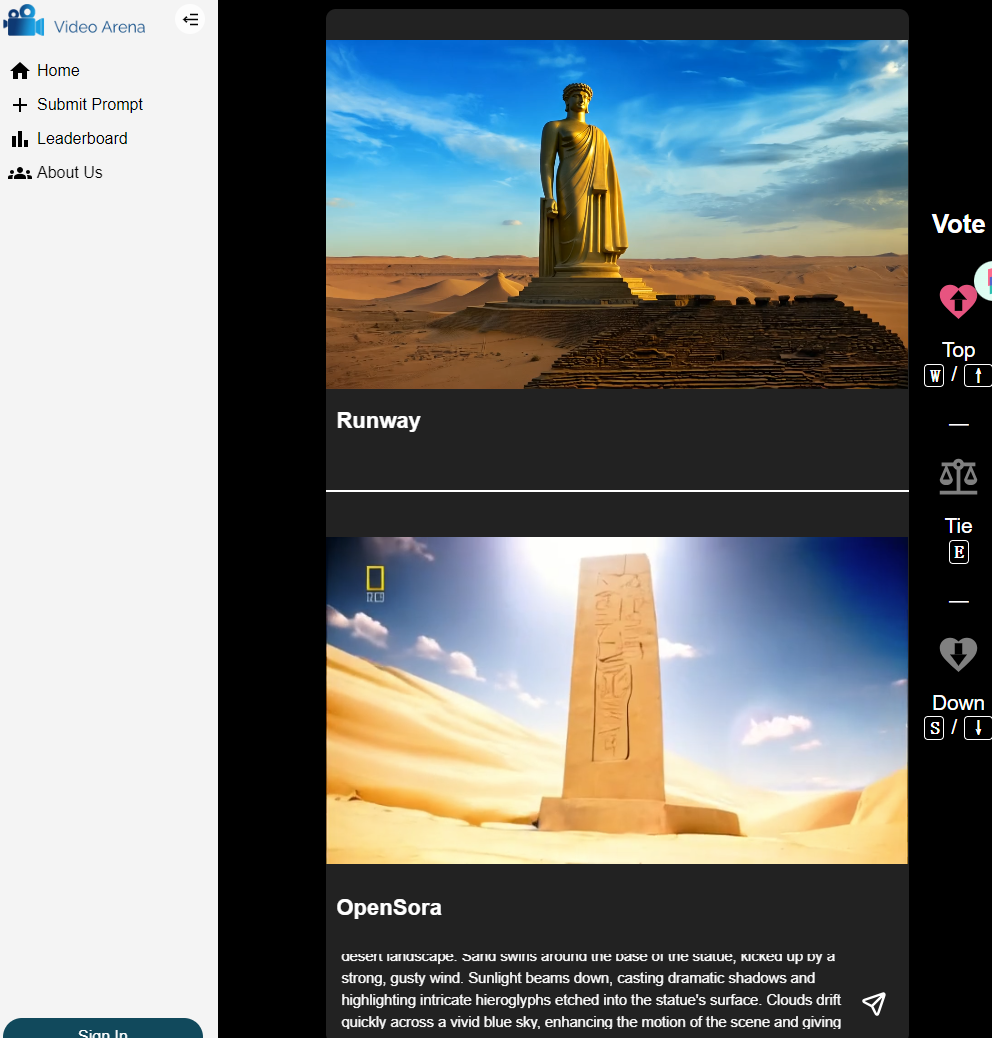 Video Arena
Home
Submit Prompt
Leaderboard
About Us
Sign In
Runway
OpenSora
desert landscape. Sand swirls around the base of the statue, kicked up by a
strong, gusty wind. Sunlight beams down, casting dramatic shadows and
highlighting intricate hieroglyphs etched into the statue's surface. Clouds drift
quickly across a vivid blue sky, enhancing the motion of the scene and giving
Vote
Top
W / ↑
Tie
E
Down
S / ↓